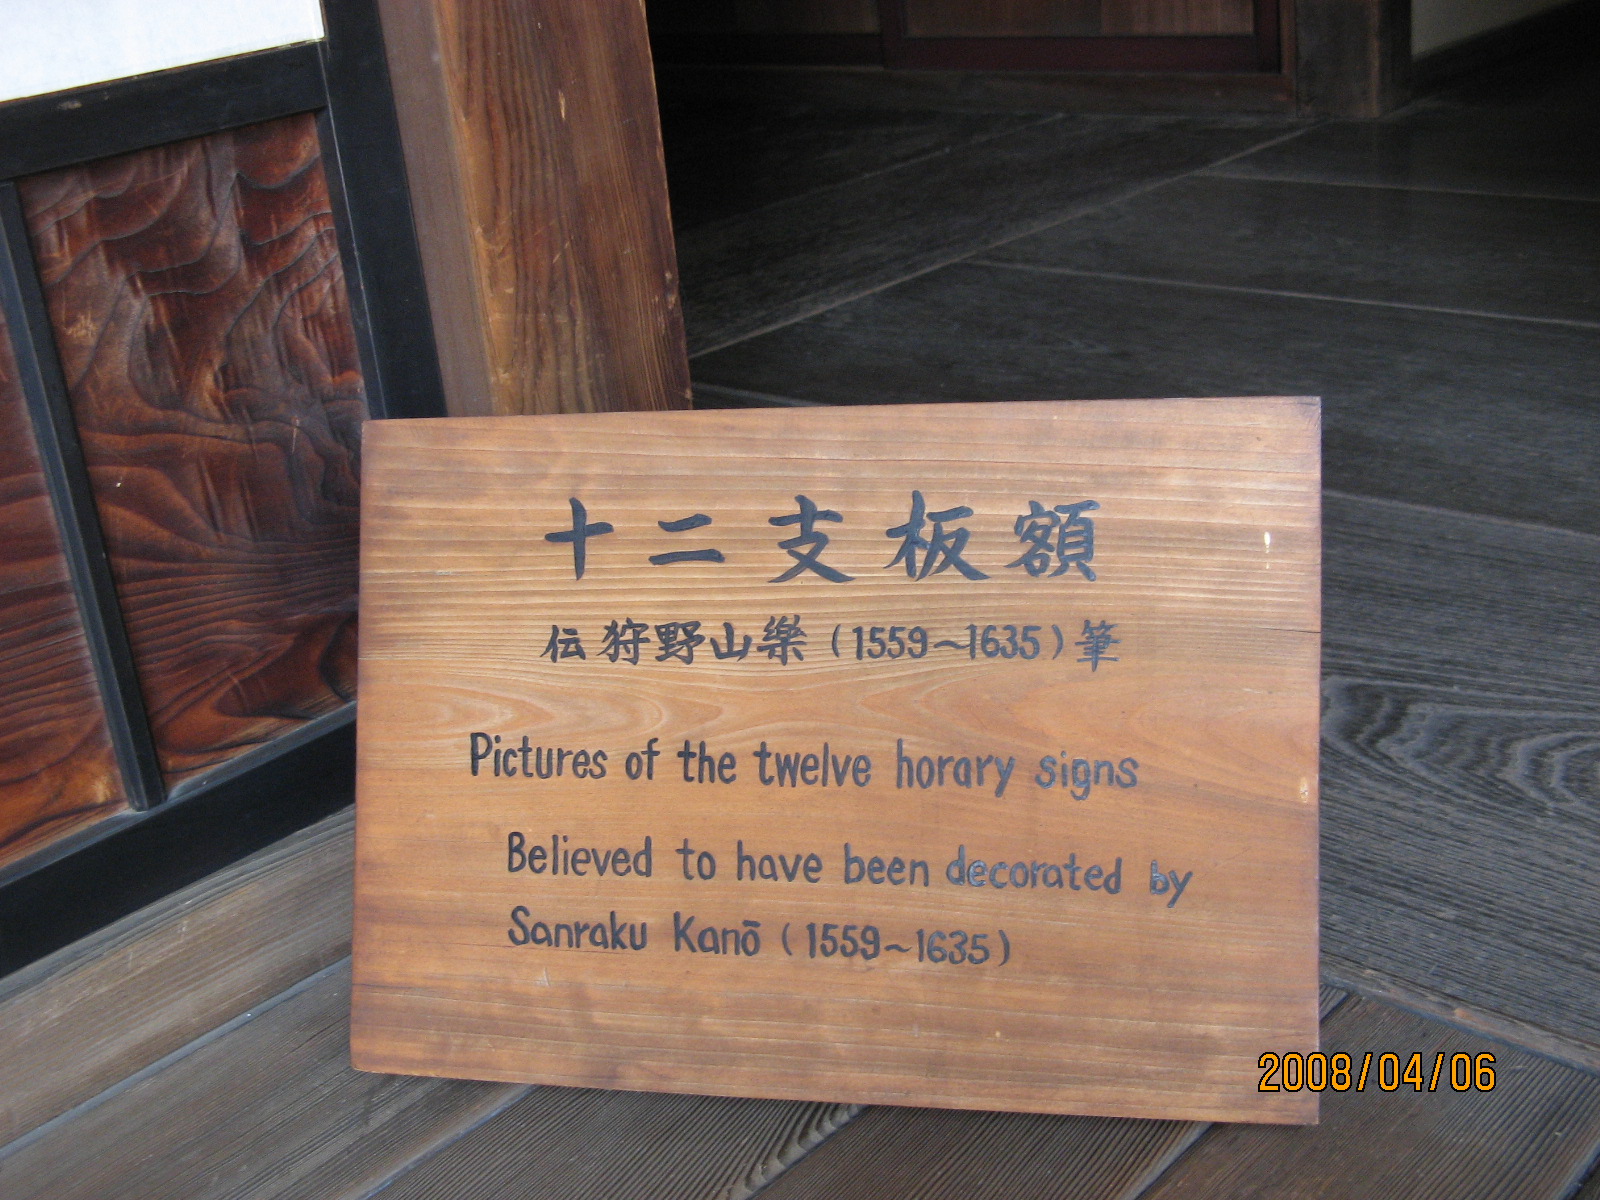 十二支板額
伝狩野山楽(1559~1635)筆
Pictures of the twelve horary signs
Believed to have been decorated by
Sanraku Kanō (1559~1635)
2008/04/06